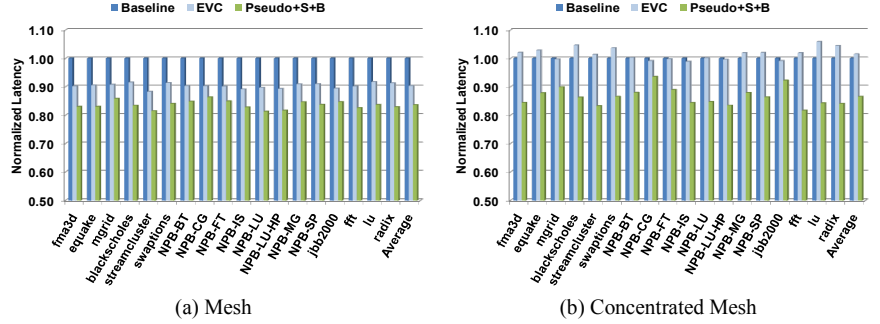 Baseline EVC Pseudo+S+B
Normalized Latency
1.10
1.00
0.90
0.80
0.70
0.60
0.50
fma3d
equake
mgrid
blackscholes
streamcluster
swaptions
NPB-BT
NPB-CG
NPB-FT
NPB-IS
NPB-LU
NPB-LU-HP
NPB-MG
NPB-SP
jbb2000
fft
lu
radix
Average
(a) Mesh
Baseline EVC Pseudo+S+B
Normalized Latency
1.10
1.00
0.90
0.80
0.70
0.60
0.50
fma3d
equake
mgrid
blackscholes
streamcluster
swaptions
NPB-BT
NPB-CG
NPB-FT
NPB-IS
NPB-LU
NPB-LU-HP
NPB-MG
NPB-SP
jbb2000
fft
lu
radix
Average
(b) Concentrated Mesh